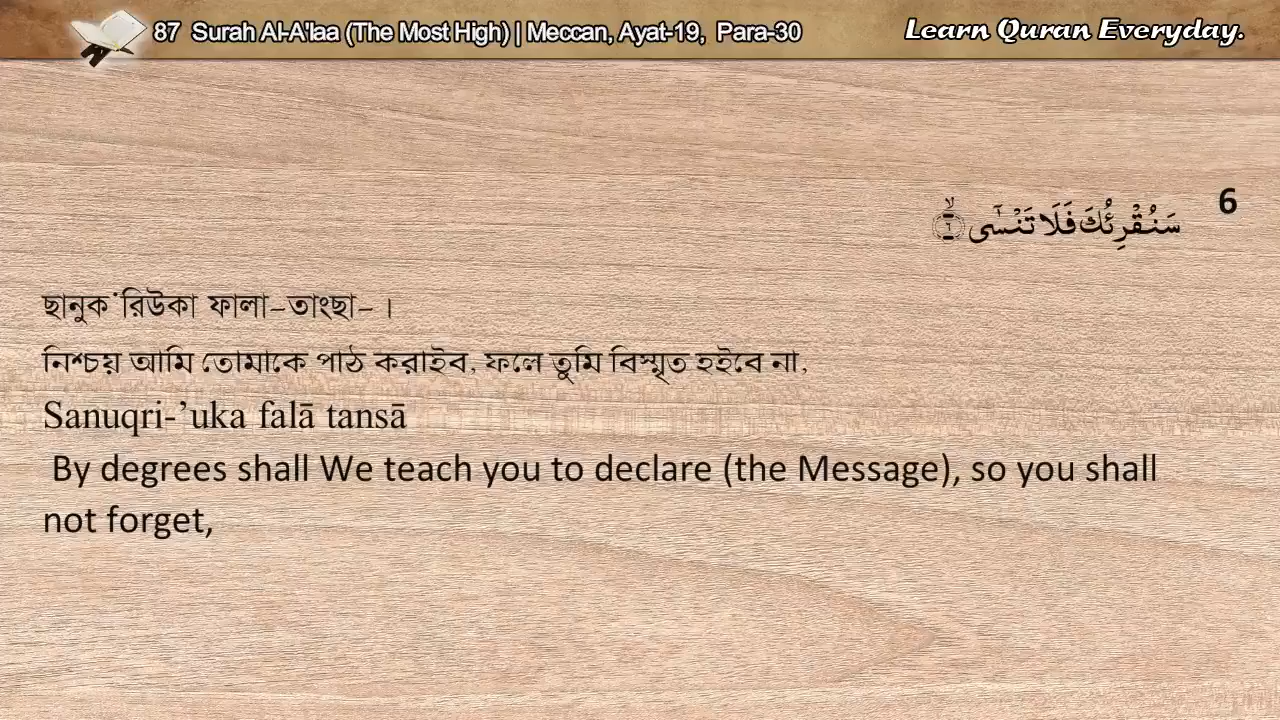 87 Surah Al-A'laa (The Most High) | Meccan, Ayat-19, Para-30
Learn Quran Everyday.
6
سَنُقْرِئُكَ فَلَا تَنْسٰٓى ۙ﴿٦﴾
ছানুক'রিউকা ফালা–তাংছা– ।
নিশ্চয় আমি তোমাকে পাঠ করাইব, ফলে তুমি বিস্মৃত হইবে না,
Sanuqri-’uka falā tansā
By degrees shall We teach you to declare (the Message), so you shall
not forget,